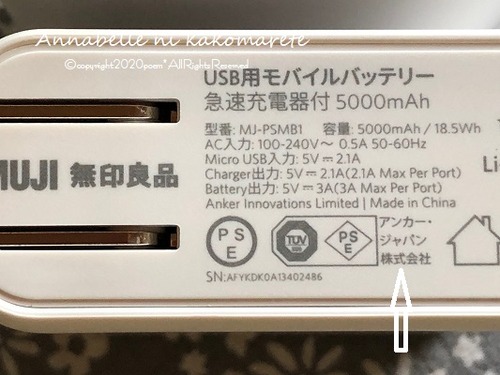 Annabelle ni kakomarete
©copyright2020poem* All Rights Reserved
USB用モバイルバッテリー
急速充電器付 5000mAh
型番: MJ-PSMB1 容量: 5000mAh / 18.5Wh
AC入力: 100-240V～ 0.5A 50-60Hz
Micro USB入力: 5V⎓2.1A
Charger出力: 5V⎓2.1A(2.1A Max Per Port)
Battery出力: 5V⎓3A(3A Max Per Port)
Anker Innovations Limited | Made in China
MUJI 無印良品
PSE
TÜV
PSE
アンカー・
ジャパン
株式会社
SN:AFYKDK0A13402486
Li-